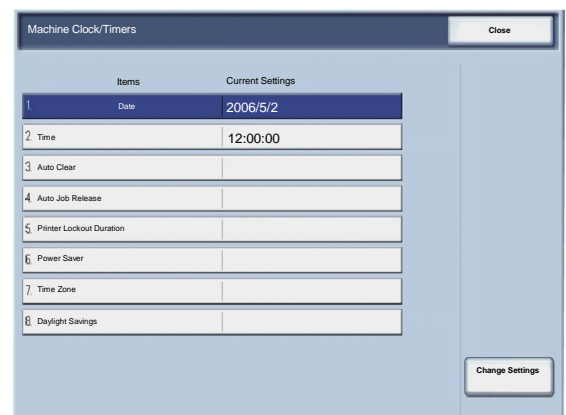 Machine Clock/Timers Close
Items Current Settings
1. Date 2006/5/2
2. Time 12:00:00
3. Auto Clear
4. Auto Job Release
5. Printer Lockout Duration
6. Power Saver
7. Time Zone
8. Daylight Savings
Change Settings